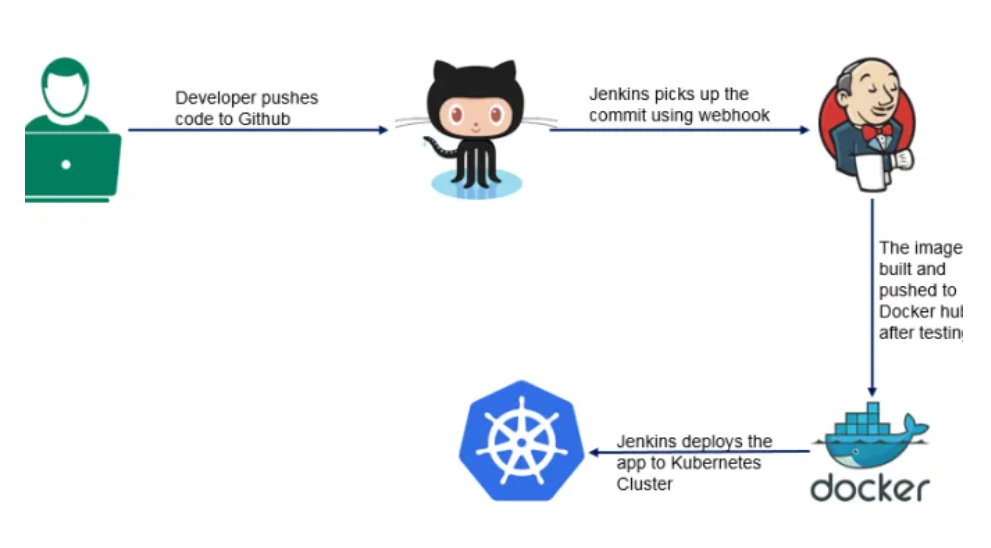 Developer pushes
code to Github
Jenkins picks up the
commit using webhook
The image
built and
pushed to
Docker
after
Jenkins deploys the
app to Kubernetes
Cluster
docker